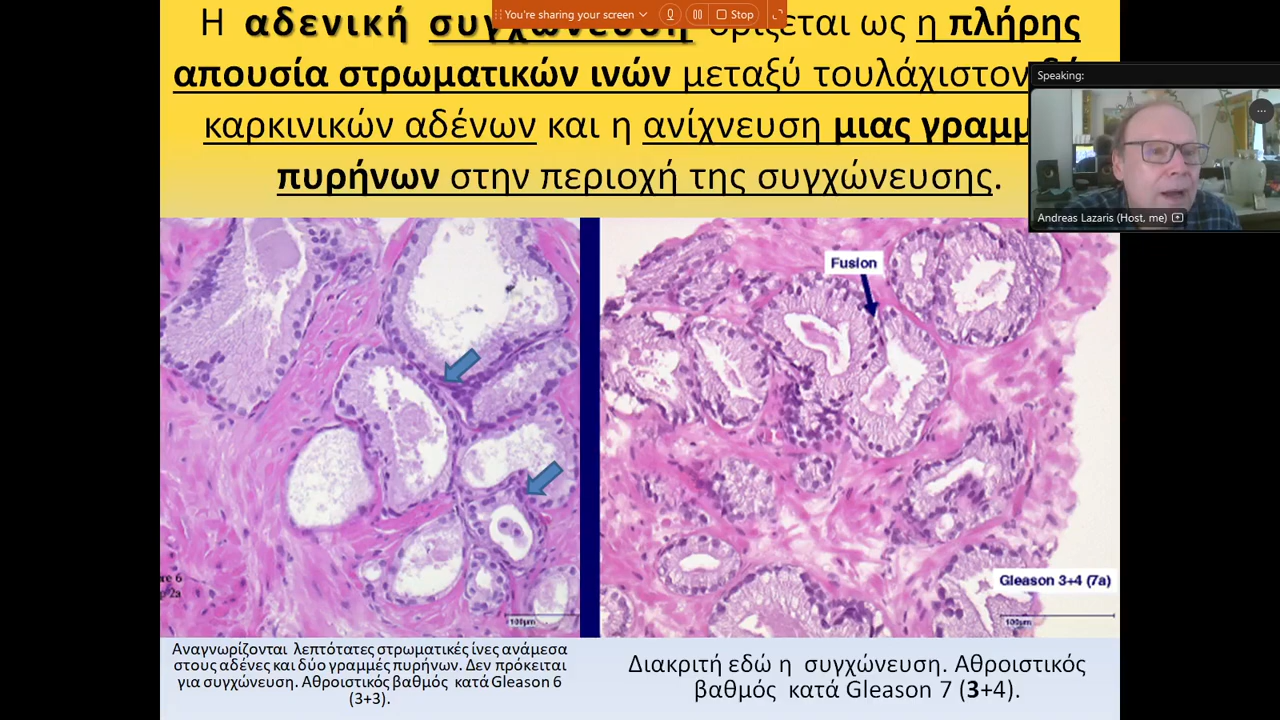 You're sharing your screen
Stop
Η αδενική συγχώνευση ορίζεται ως η πλήρης
απουσία στρωματικών ινών μεταξύ τουλάχιστον
καρκινικών αδένων και η ανίχνευση μιας
πυρήνων στην περιοχή της συγχώνευσης.
Speaking:
Andreas Lazaris (Host, me)
Fusion
Gleason 3+4 (7a)
100µm
100µm
Αναγνωρίζονται λεπτότατες στρωματικές ίνες ανάμεσα
στους αδένες και δύο γραμμές πυρήνων. Δεν πρόκειται
για συγχώνευση. Αθροιστικός βαθμός κατά Gleason 6
(3+3).
Διακριτή εδώ η συγχώνευση. Αθροιστικός
βαθμός κατά Gleason 7 (3+4).